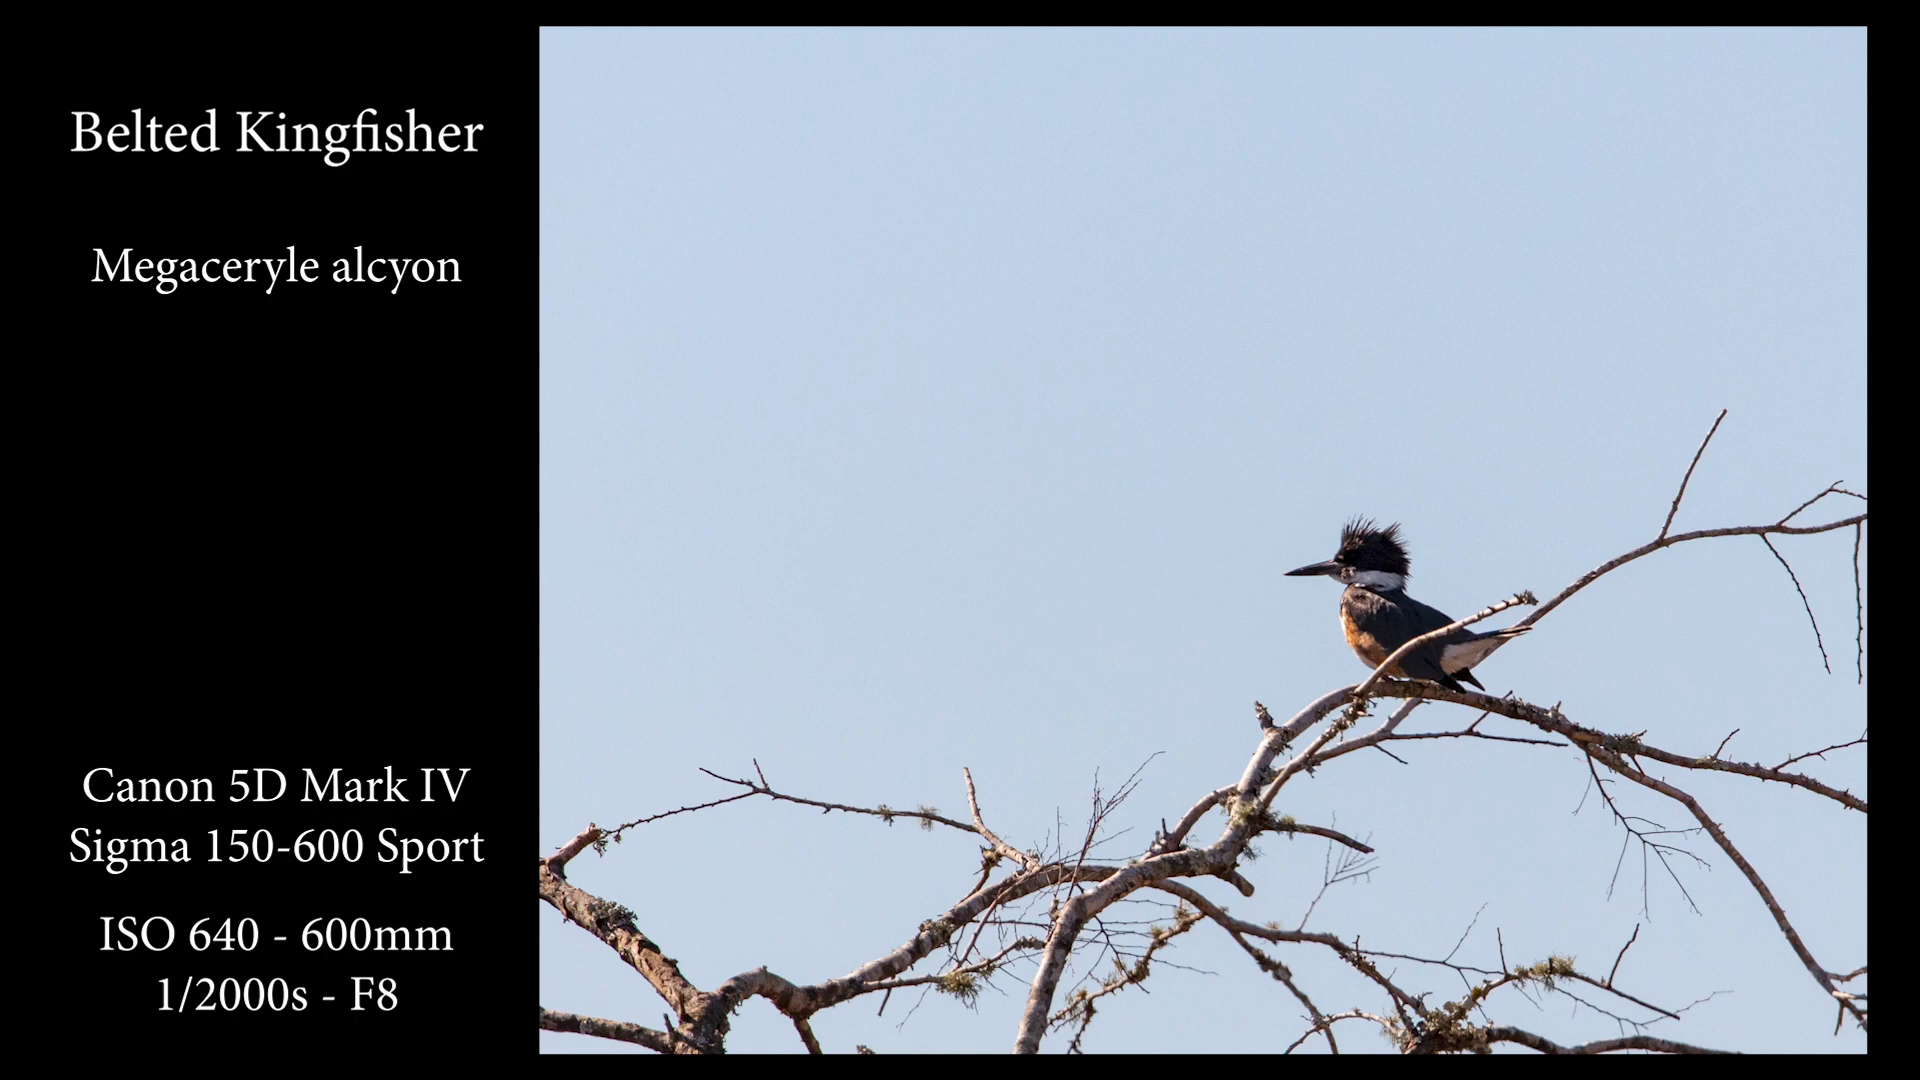 Belted Kingfisher
Megaceryle alcyon
Canon 5D Mark IV
Sigma 150-600 Sport
ISO 640 - 600mm
1/2000s - F8